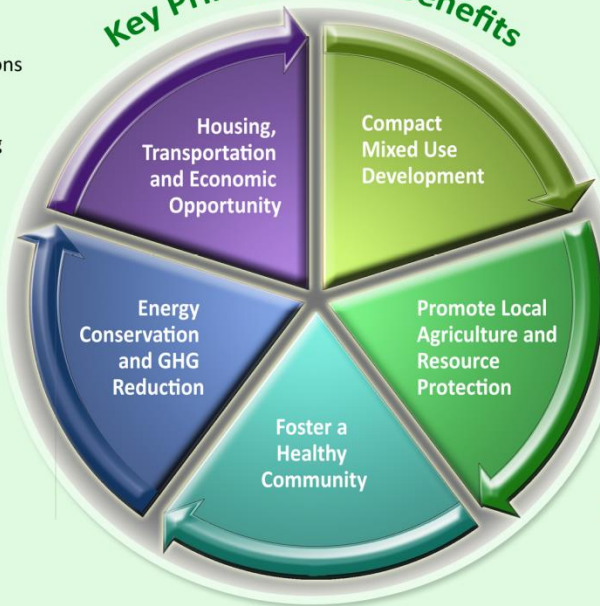 Key
Benefits
Housing,
Transportation
and Economic
Opportunity
Compact
Mixed Use
Development
Energy
Conservation
and GHG
Reduction
Promote Local
Agriculture and
Resource
Protection
Foster a
Healthy
Community